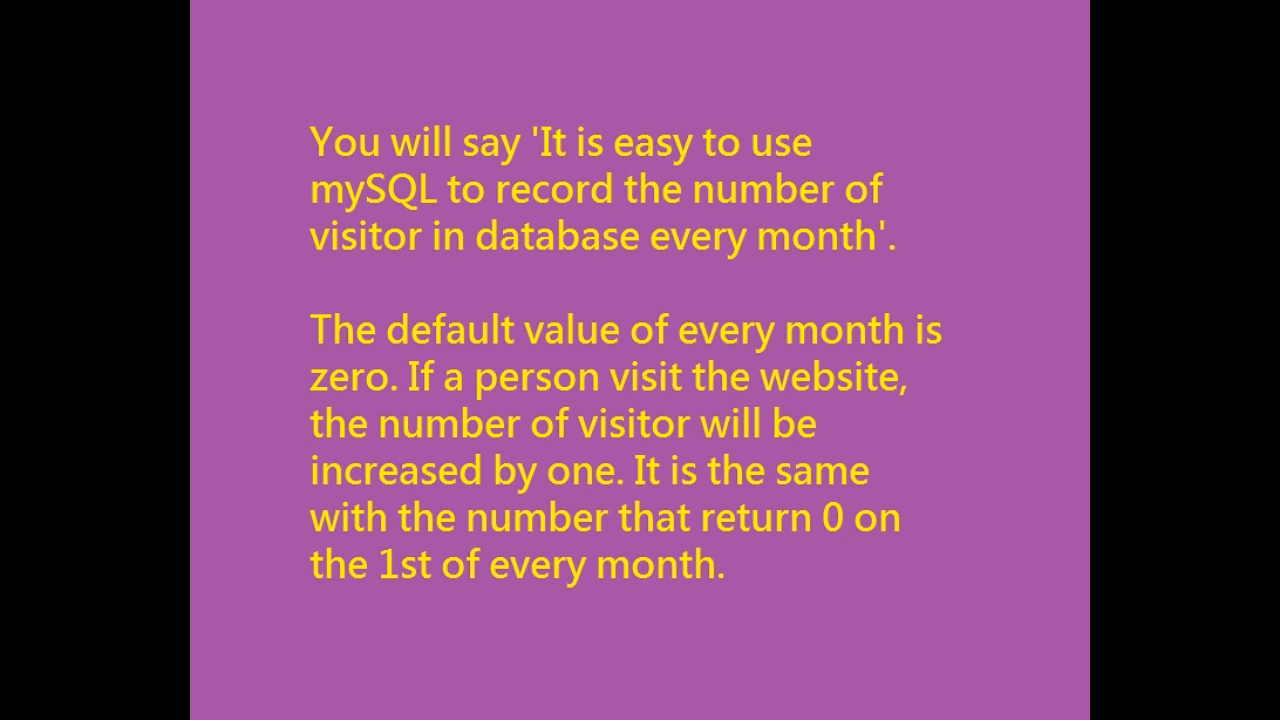 You will say 'It is easy to use
mySQL to record the number of
visitor in database every month'.
The default value of every month is
zero. If a person visit the website,
the number of visitor will be
increased by one. It is the same
with the number that return 0 on
the 1st of every month.